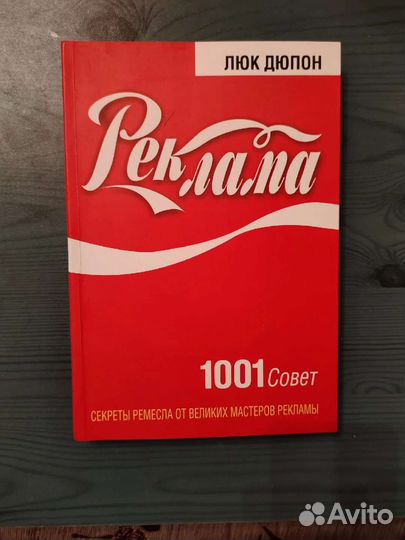 ЛЮК ДЮПОН
Реклама
1001 Совет
СЕКРЕТЫ РЕМЕСЛА ОТ ВЕЛИКИХ МАСТЕРОВ РЕКЛАМЫ
Avito